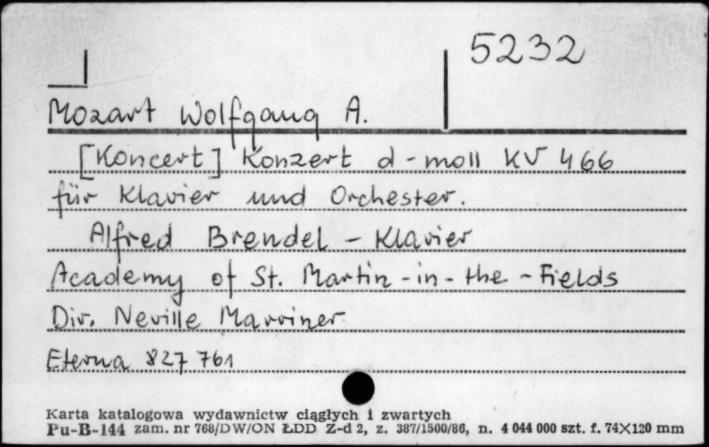 5232
Mozart Wolfgang A.
[Koncert] Konzert d-moll KV 466
für Klavier und Orchester.
Alfred Brendel - Klavier
Academy of St. Martin-in-the-Fields
Dir. Neville Marriner
Eterna 827 761
Karta katalogowa wydawnictw ciągłych i zwartych
Pu-B-144 zam. nr 768/DW/ON ŁDD Z-d 2, z. 387/1500/86, n. 4 044 000 szt. f. 74X120 mm